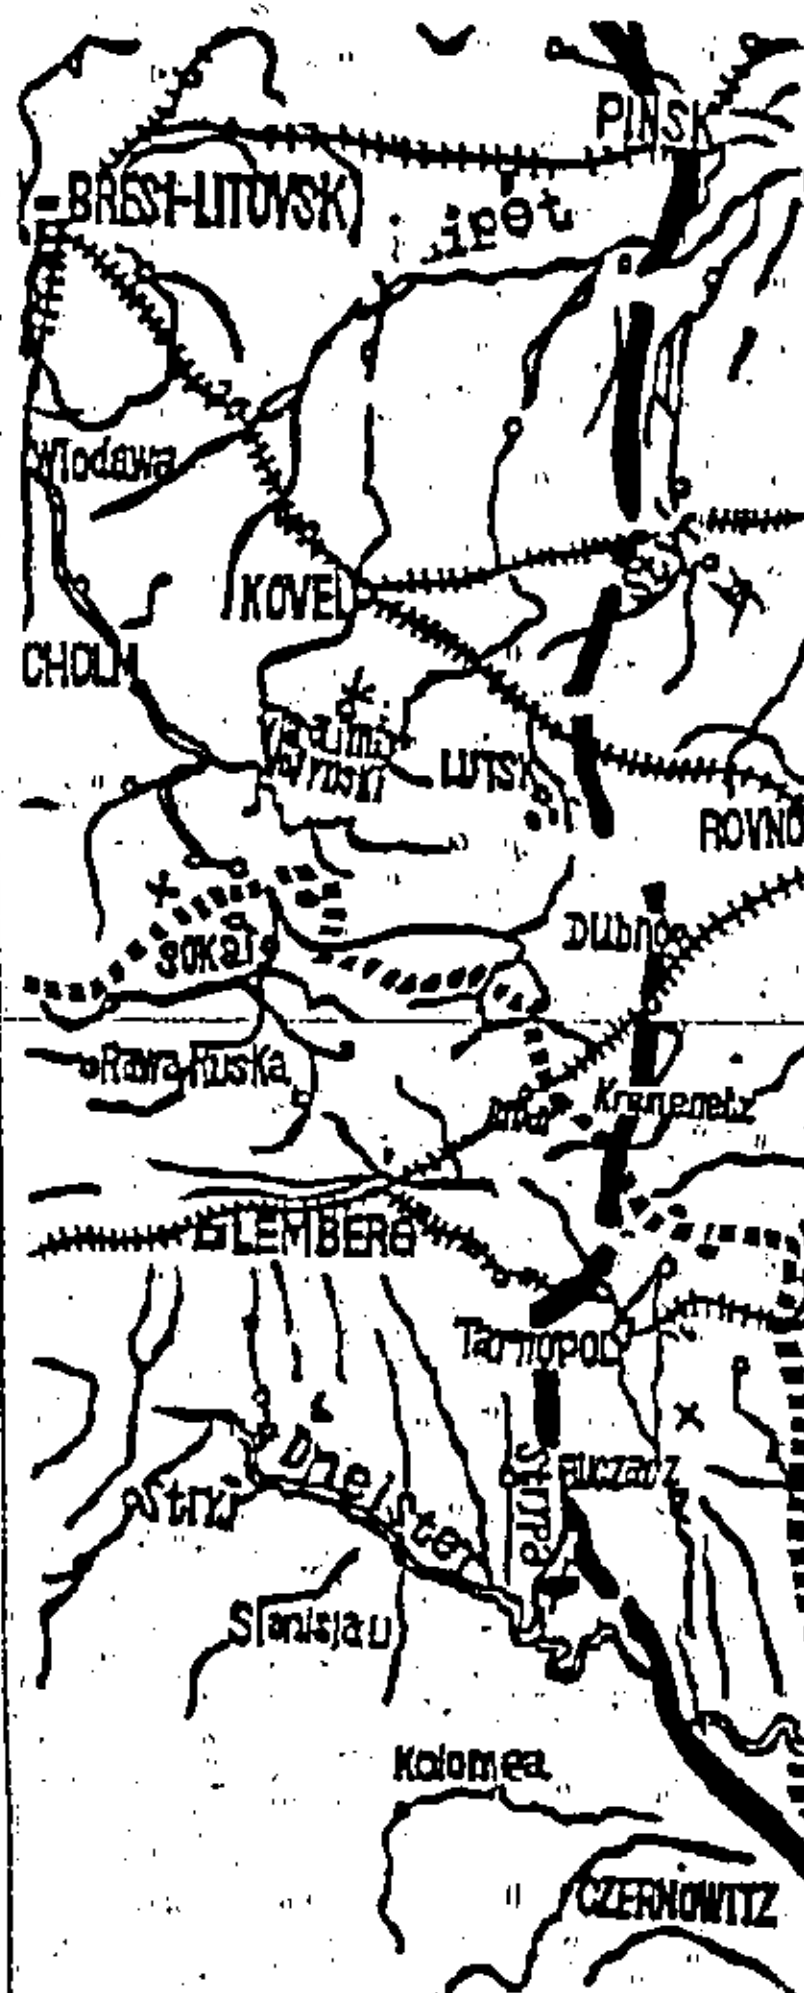 PINSK
BREST-LITOVSK
Wlodawa
KOVEL
CHOLM
LUTSK
ROVNO
Dubno
SOKAL
Rawa Ruska
Kremenetz
LEMBERG
Tarnopol
Dneister
Buczacz
Stryj
Strypa
Stanislau
Kolomea
CZERNOWITZ